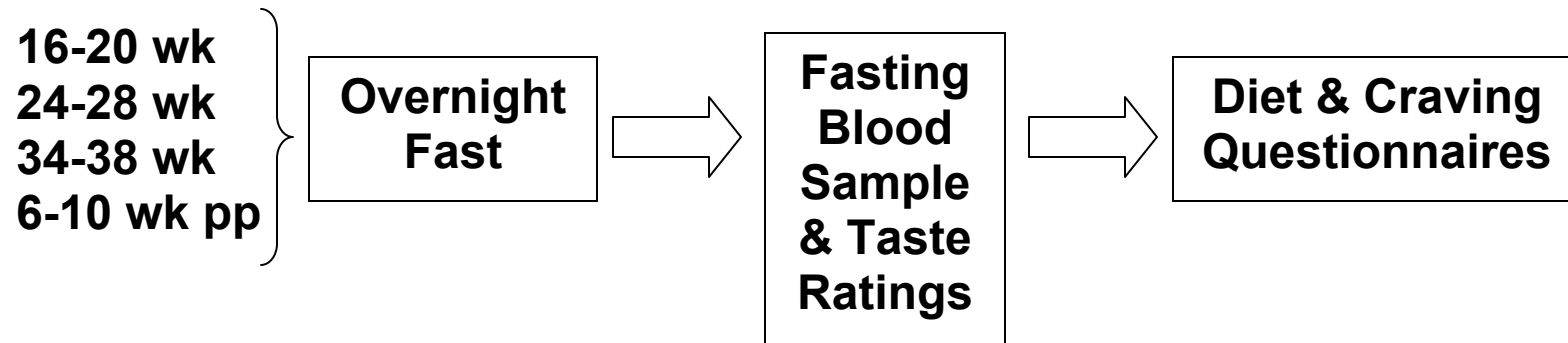 16-20 wk
24-28 wk
34-38 wk
6-10 wk pp
Overnight
Fast
Fasting
Blood
Sample
& Taste
Ratings
Diet & Craving
Questionnaires